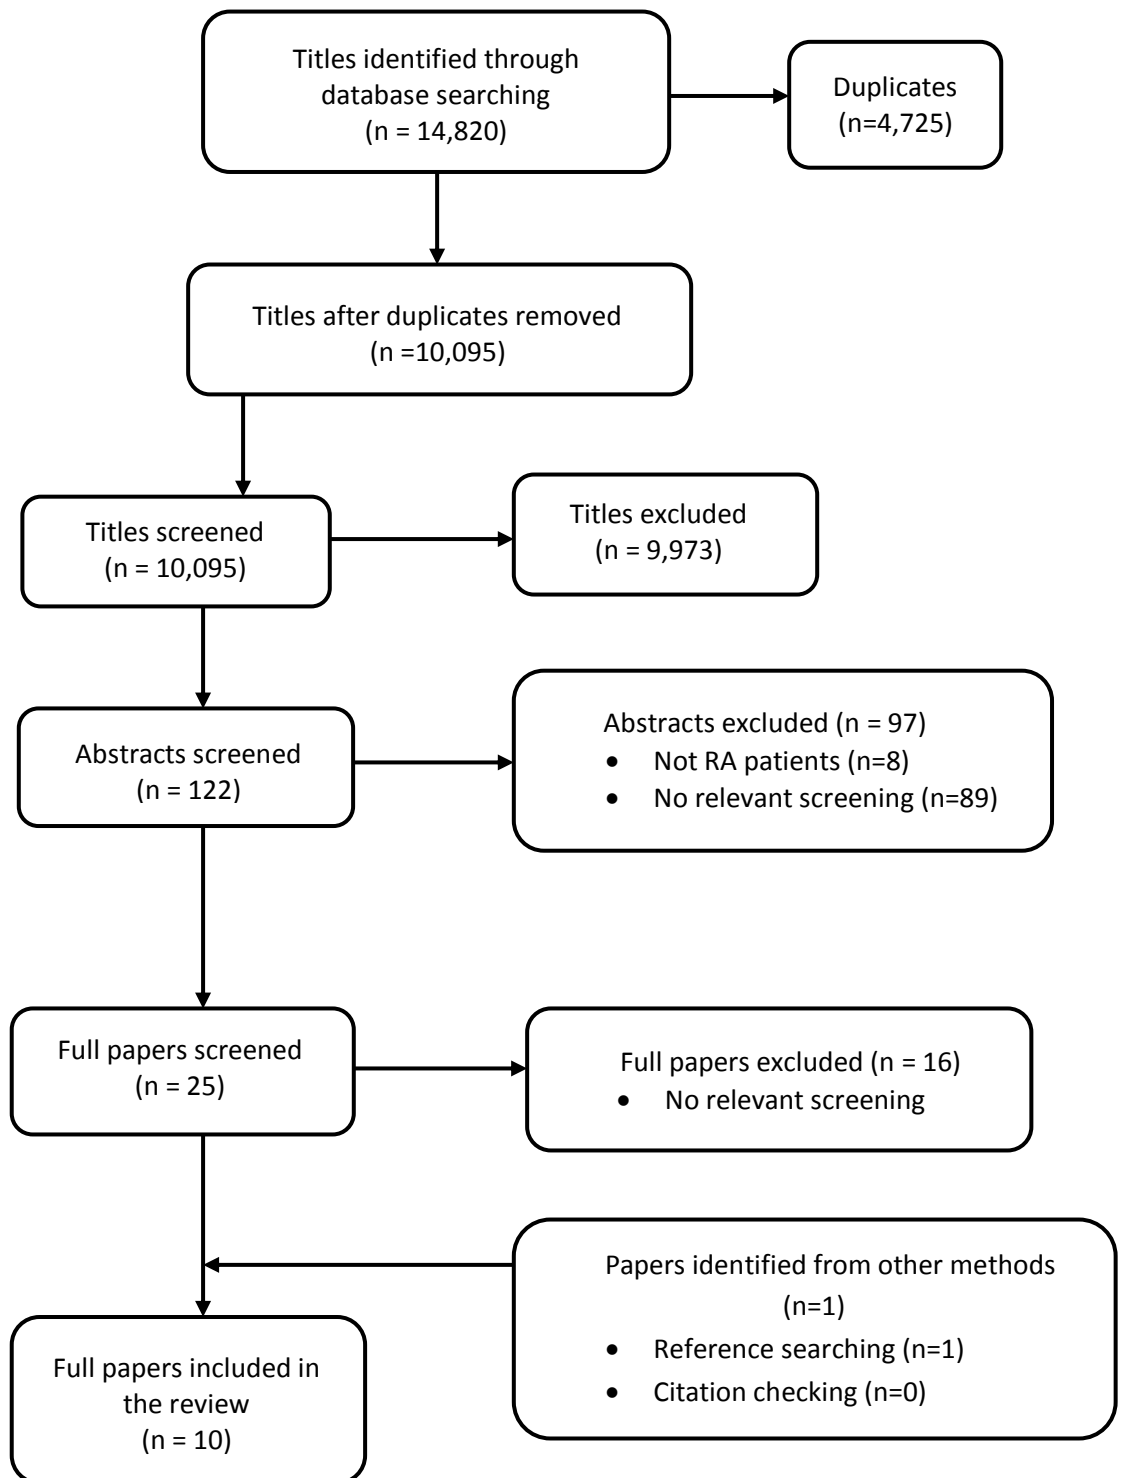 Titles identified through
database searching
(n = 14,820)
Duplicates
(n=4,725)
Titles after duplicates removed
(n =10,095)
Titles screened
(n = 10,095)
Titles excluded
(n = 9,973)
Abstracts screened
(n = 122)
Abstracts excluded (n = 97)
• Not RA patients (n=8)
• No relevant screening (n=89)
Full papers screened
(n = 25)
Full papers excluded (n = 16)
• No relevant screening
Papers identified from other methods
(n=1)
• Reference searching (n=1)
• Citation checking (n=0)
Full papers included in
the review
(n = 10)